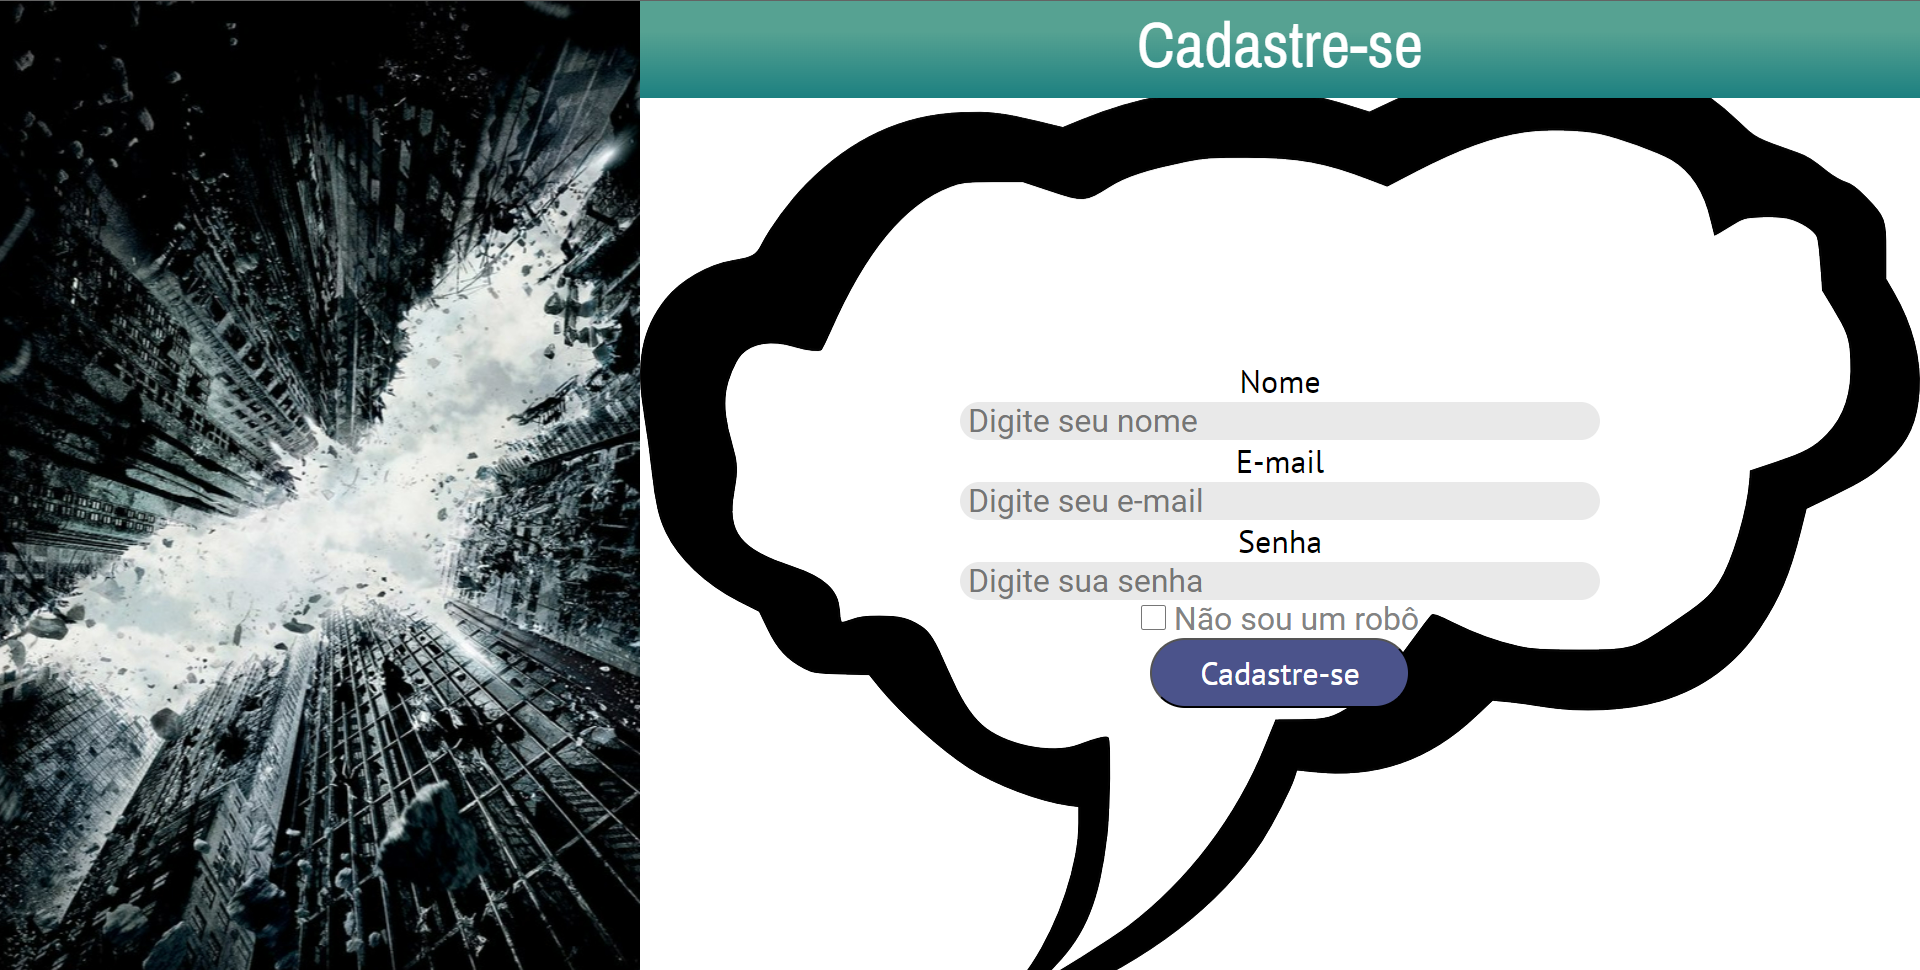 Cadastre-se
Nome
Digite seu nome
E-mail
Digite seu e-mail
Senha
Digite sua senha
Não sou um robô
Cadastre-se